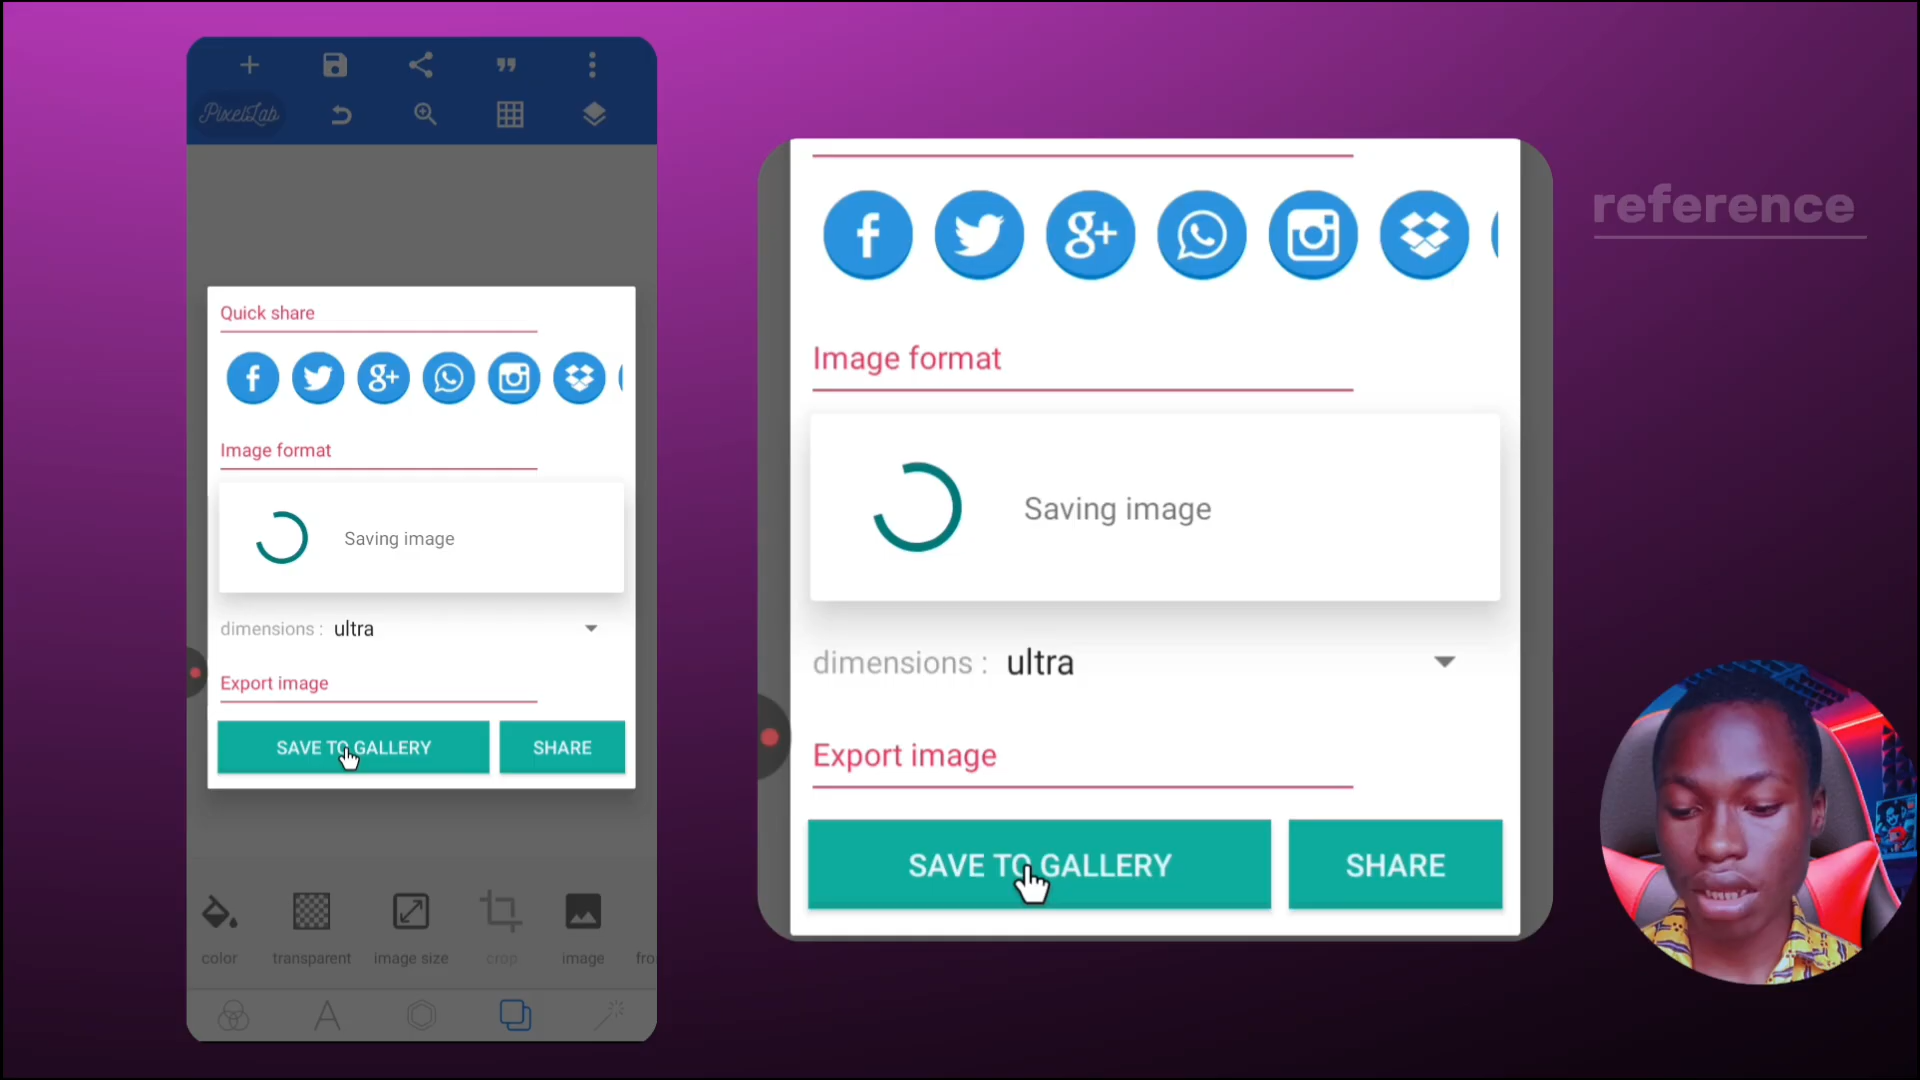 PixelLab
Quick share
Image format
Saving image
dimensions : ultra
Export image
SAVE TO GALLERY
SHARE
color
transparent
image size
crop
image
fro
Image format
Saving image
dimensions : ultra
Export image
SAVE TO GALLERY
SHARE
reference